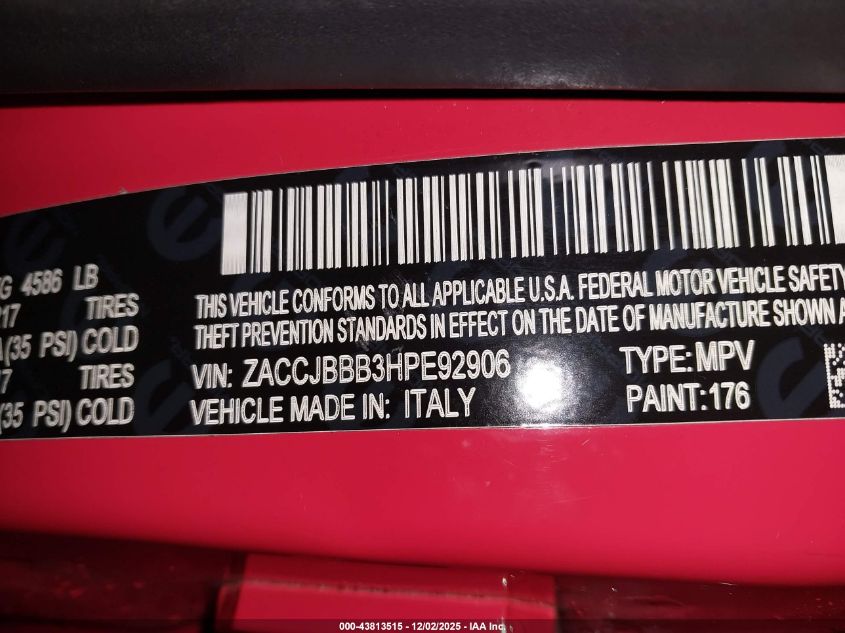 G 4586 LB
THIS VEHICLE CONFORMS TO ALL APPLICABLE U.S.A. FEDERAL MOTOR VEHICLE SAFETY
17 TIRES
THEFT PREVENTION STANDARDS IN EFFECT ON THE DATE OF MANUFACTURE SHOWN A
(35 PSI) COLD
VIN: ZACCJBBB3HPE92906 TYPE: MPV
7 TIRES
VEHICLE MADE IN: ITALY PAINT: 176
(35 PSI) COLD
000-43813515 - 12/02/2025 - IAA Inc.